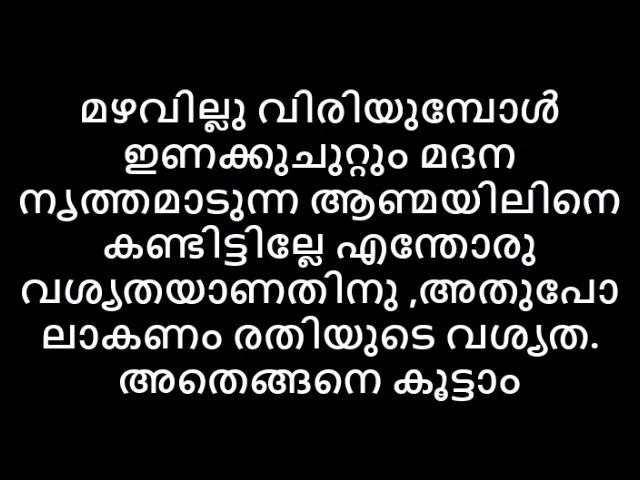 മഴവില്ലു വിരിയുമ്പോൾ
ഇണക്കുചുറ്റും മദന
നൃത്തമാടുന്ന ആണ്മയിലിനെ
കണ്ടിട്ടില്ലേ എന്തോരു
വശ്യതയാണതിനു ,അതുപോ
ലാകണം രതിയുടെ വശ്യത.
അതെങ്ങനെ കൂട്ടാം